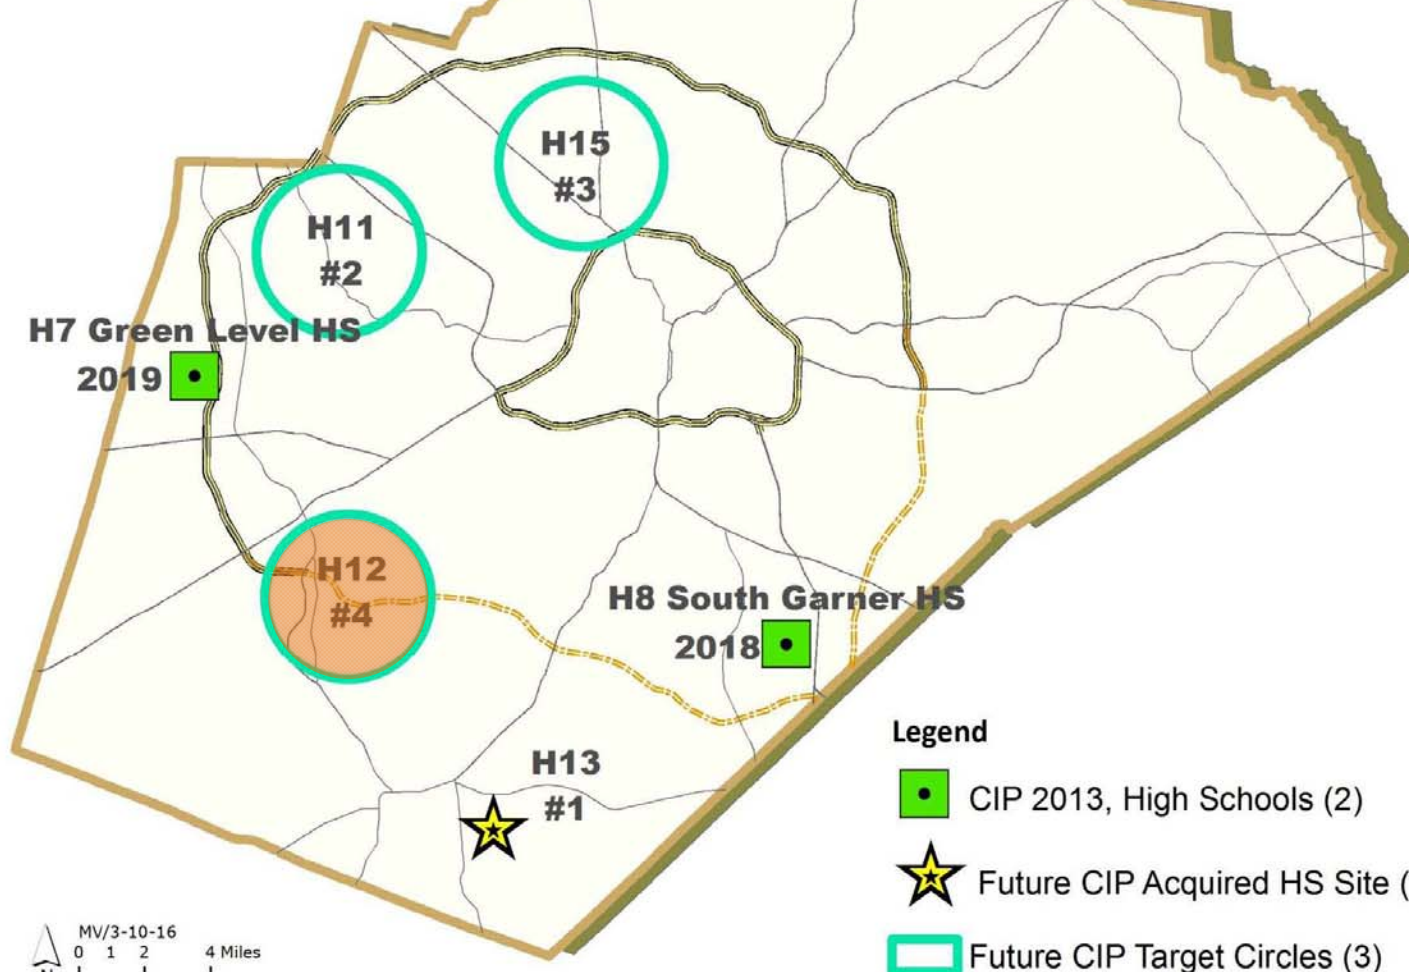 H15
#3
H11
#2
H7 Green Level HS
2019
H12
#4
H8 South Garner HS
2018
H13
#1
Legend
CIP 2013, High Schools (2)
Future CIP Acquired HS Site (
Future CIP Target Circles (3)
MV/3-10-16
0 1 2 4 Miles
N